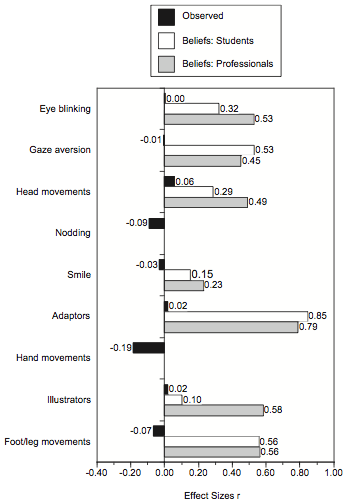 Observed
Beliefs: Students
Beliefs: Professionals
Eye blinking
0.00
0.32
0.53
Gaze aversion
-0.01
0.53
0.45
Head movements
0.06
0.29
0.49
Nodding
-0.09
Smile
-0.03
0.15
0.23
Adaptors
0.02
0.85
0.79
Hand movements
-0.19
Illustrators
0.02
0.10
0.58
Foot/leg movements
-0.07
0.56
0.56
-0.40 -0.20 0.00 0.20 0.40 0.60 0.80 1.0
Effect Sizes r